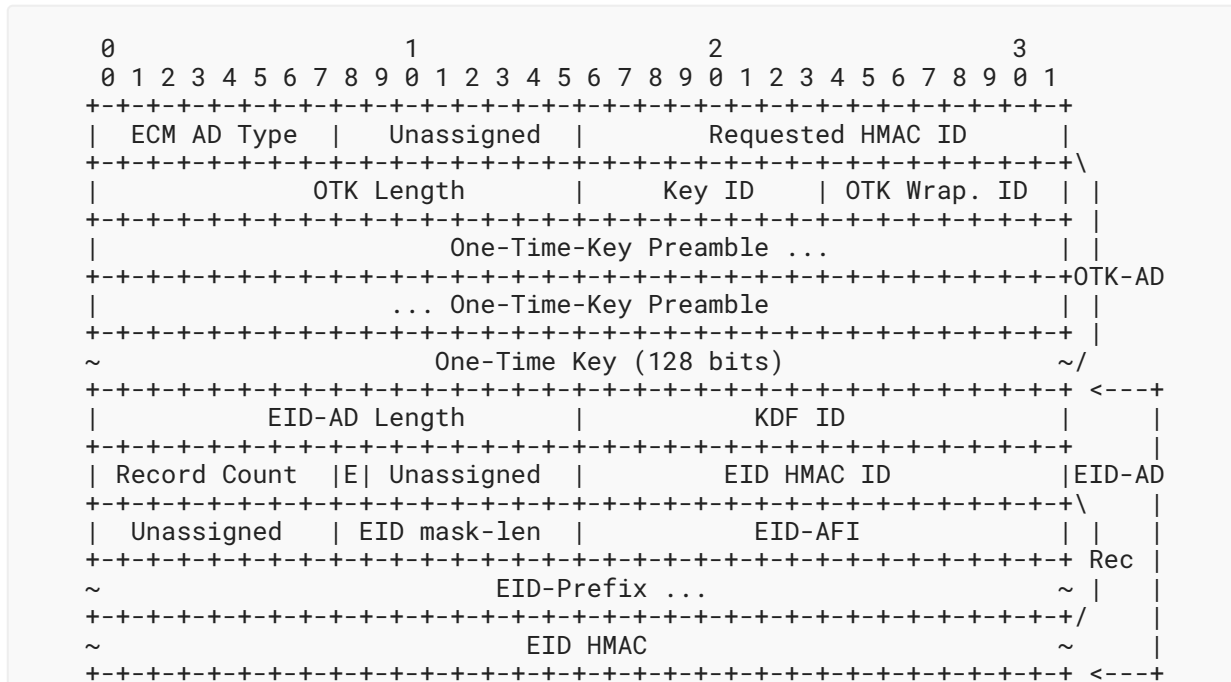 0                   1                   2                   3
 0 1 2 3 4 5 6 7 8 9 0 1 2 3 4 5 6 7 8 9 0 1 2 3 4 5 6 7 8 9 0 1
+-+-+-+-+-+-+-+-+-+-+-+-+-+-+-+-+-+-+-+-+-+-+-+-+-+-+-+-+-+-+-+-+
|  ECM AD Type  |   Unassigned  |        Requested HMAC ID      |
+-+-+-+-+-+-+-+-+-+-+-+-+-+-+-+-+-+-+-+-+-+-+-+-+-+-+-+-+-+-+-+-+\
|              OTK Length       |     Key ID    | OTK Wrap. ID  | |
+-+-+-+-+-+-+-+-+-+-+-+-+-+-+-+-+-+-+-+-+-+-+-+-+-+-+-+-+-+-+-+-+ |
|                       One-Time-Key Preamble ...               | |
+-+-+-+-+-+-+-+-+-+-+-+-+-+-+-+-+-+-+-+-+-+-+-+-+-+-+-+-+-+-+-+-+OTK-AD
|                   ... One-Time-Key Preamble                   | |
+-+-+-+-+-+-+-+-+-+-+-+-+-+-+-+-+-+-+-+-+-+-+-+-+-+-+-+-+-+-+-+-+ |
~                      One-Time Key (128 bits)                  ~/
+-+-+-+-+-+-+-+-+-+-+-+-+-+-+-+-+-+-+-+-+-+-+-+-+-+-+-+-+-+-+-+-+ <---+
|           EID-AD Length       |           KDF ID              |     |
+-+-+-+-+-+-+-+-+-+-+-+-+-+-+-+-+-+-+-+-+-+-+-+-+-+-+-+-+-+-+-+-+     |
| Record Count  |E| Unassigned  |         EID HMAC ID           |EID-AD
+-+-+-+-+-+-+-+-+-+-+-+-+-+-+-+-+-+-+-+-+-+-+-+-+-+-+-+-+-+-+-+-+\    |
|  Unassigned   | EID mask-len  |           EID-AFI             | |   |
+-+-+-+-+-+-+-+-+-+-+-+-+-+-+-+-+-+-+-+-+-+-+-+-+-+-+-+-+-+-+-+-+ Rec |
~                          EID-Prefix ...                       ~ |   |
+-+-+-+-+-+-+-+-+-+-+-+-+-+-+-+-+-+-+-+-+-+-+-+-+-+-+-+-+-+-+-+-+/    |
~                            EID HMAC                           ~     |
+-+-+-+-+-+-+-+-+-+-+-+-+-+-+-+-+-+-+-+-+-+-+-+-+-+-+-+-+-+-+-+-+ <---+